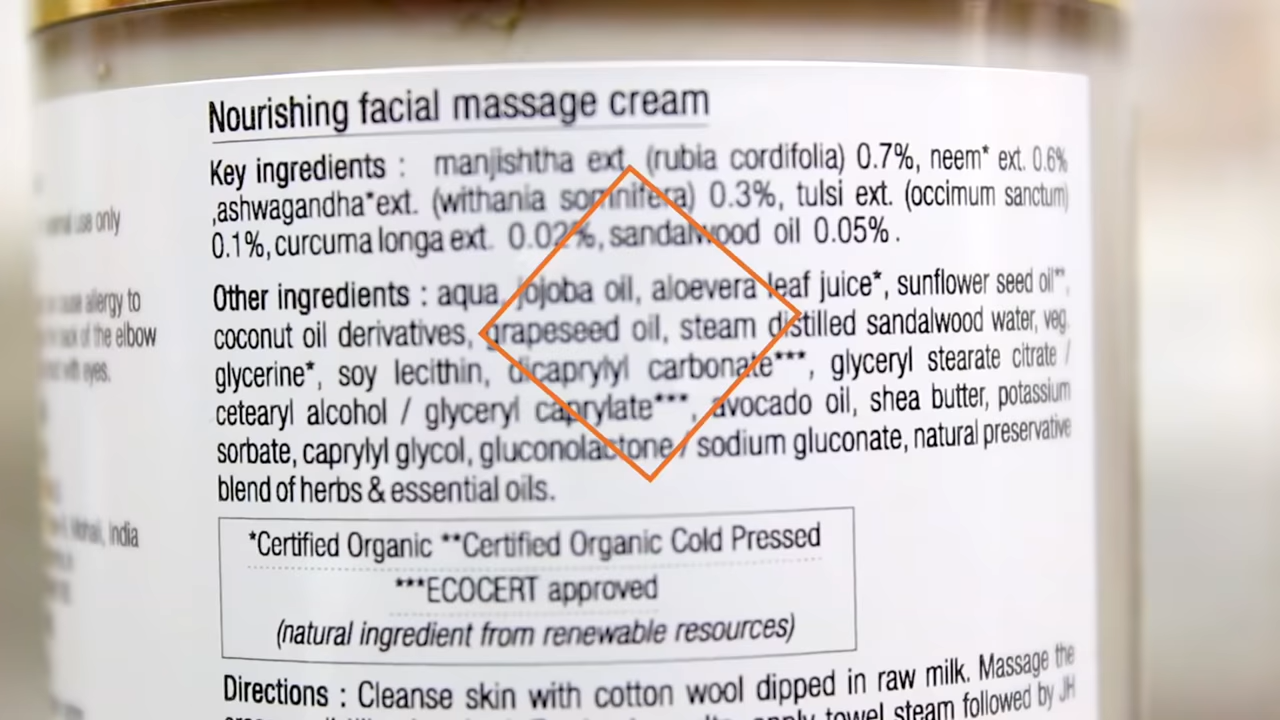 Nourishing facial massage cream
Key ingredients : manjishtha ext. (rubia cordifolia) 0.7%, neem* ext. 0.6%
,ashwagandha*ext. (withania somnifera) 0.3%, tulsi ext. (occimum sanctum)
0.1%, curcuma longa ext. 0.02%, sandalwood oil 0.05%.
Other ingredients : aqua, jojoba oil, aloevera leaf juice*, sunflower seed oil**,
coconut oil derivatives, grapeseed oil, steam distilled sandalwood water, veg.
glycerine*, soy lecithin, dicaprylyl carbonate***, glyceryl stearate citrate /
cetearyl alcohol / glyceryl caprylate***, avocado oil, shea butter, potassium
sorbate, caprylyl glycol, gluconolactone / sodium gluconate, natural preservative
blend of herbs & essential oils.
*Certified Organic **Certified Organic Cold Pressed
***ECOCERT approved
(natural ingredient from renewable resources)
Directions : Cleanse skin with cotton wool dipped in raw milk. Massage the
apply towel steam followed by JH
use only
allergy to
of the elbow
with eyes.
India